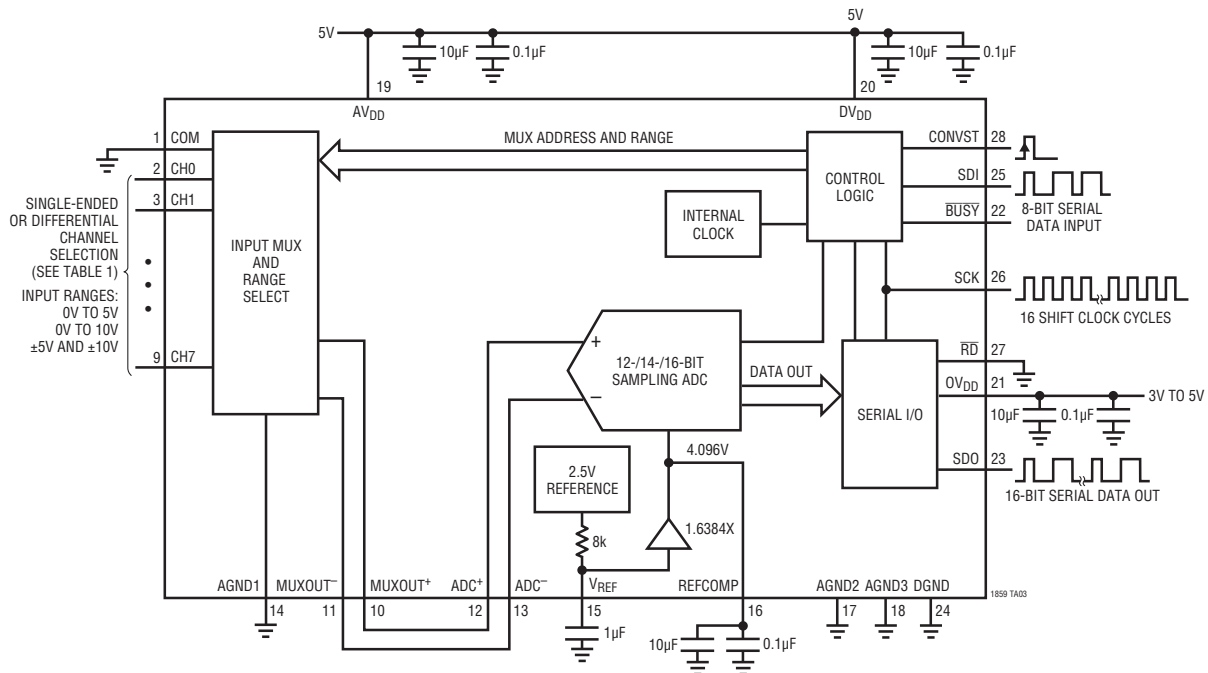 5V
10µF
0.1µF
5V
10µF
0.1µF
19
20
AVDD
DVDD
1
COM
2
CH0
3
CH1
9
CH7
SINGLE-ENDED
OR DIFFERENTIAL
CHANNEL
SELECTION
(SEE TABLE 1)
INPUT RANGES:
0V TO 5V
0V TO 10V
±5V AND ±10V
INPUT MUX
AND
RANGE
SELECT
MUX ADDRESS AND RANGE
INTERNAL
CLOCK
CONTROL
LOGIC
CONVST
28
SDI
25
BUSY
22
8-BIT SERIAL
DATA INPUT
SCK
26
16 SHIFT CLOCK CYCLES
+
−
12-/14-/16-BIT
SAMPLING ADC
DATA OUT
SERIAL I/O
RD
27
OVDD
21
3V TO 5V
10µF
0.1µF
SDO
23
16-BIT SERIAL DATA OUT
4.096V
2.5V
REFERENCE
8k
1.6384X
AGND1
MUXOUT−
MUXOUT+
ADC+
ADC−
VREF
REFCOMP
AGND2
AGND3
DGND
1859 TA03
14
11
10
12
13
15
16
17
18
24
1µF
10µF
0.1µF